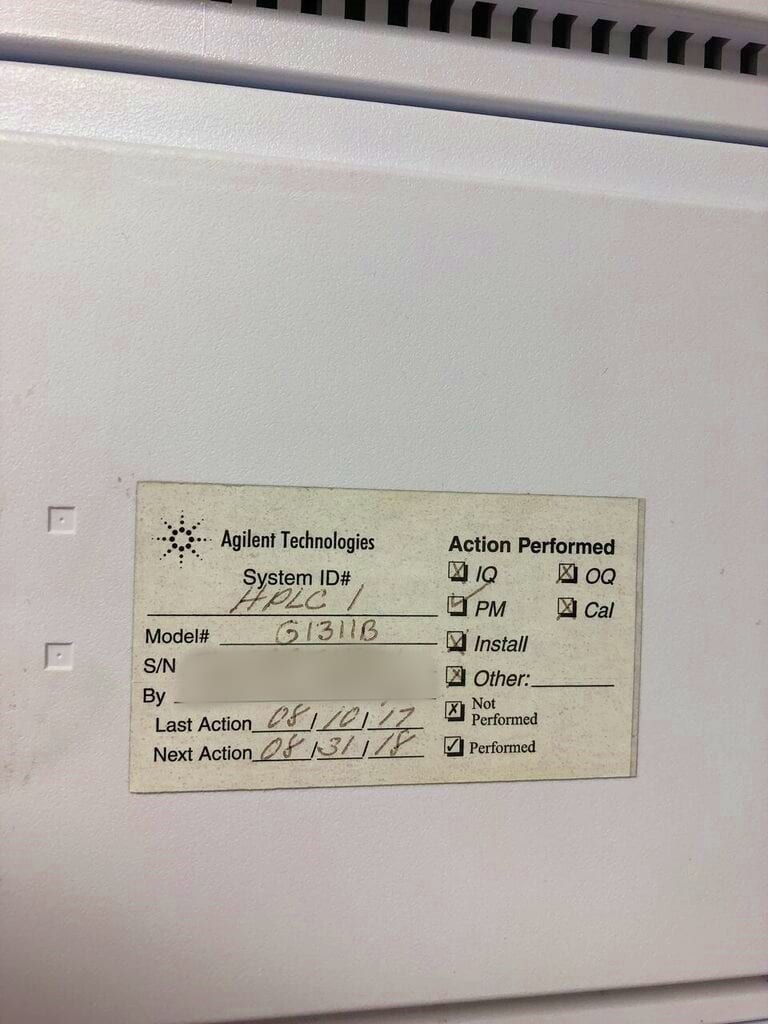 Agilent Technologies
System ID#
HPLC 1
Model# G1311B
S/N
By
Last Action 08/10/17
Next Action 08/31/18
Action Performed
IQ OQ
PM Cal
Install
Other:
Not
Performed
Performed